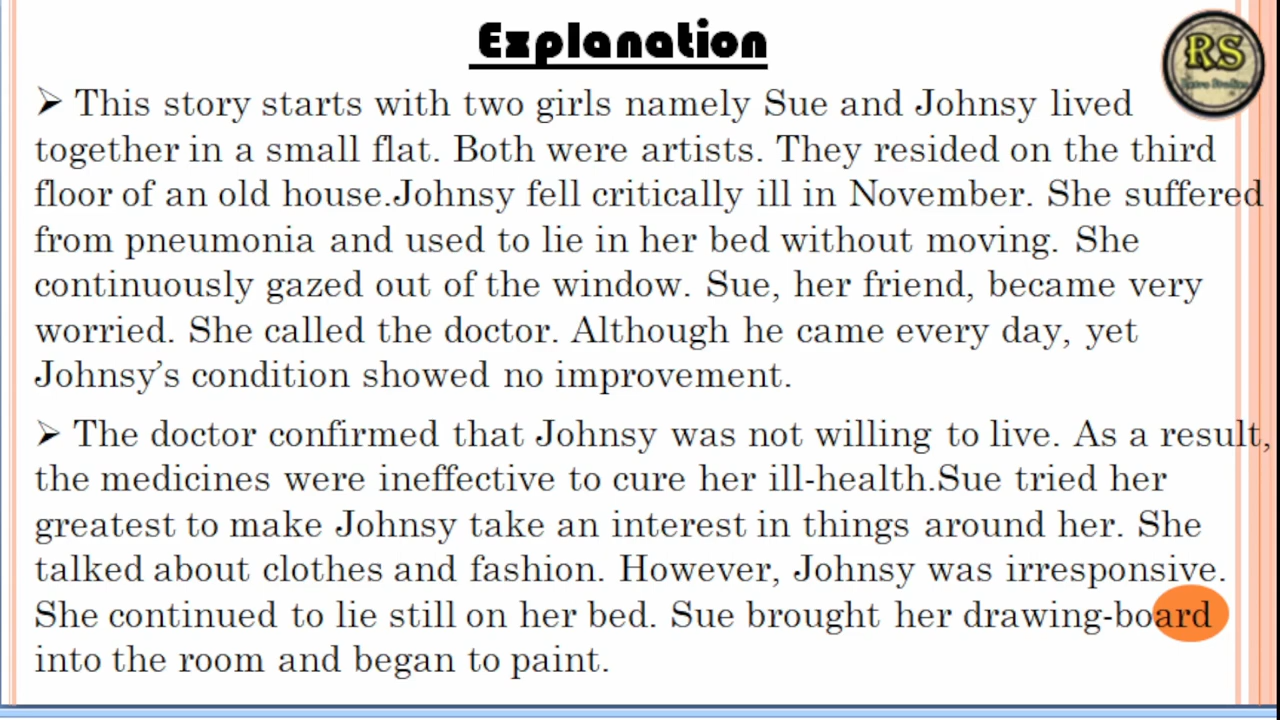 Explanation
RS
➢ This story starts with two girls namely Sue and Johnsy lived
together in a small flat. Both were artists. They resided on the third
floor of an old house.Johnsy fell critically ill in November. She suffered
from pneumonia and used to lie in her bed without moving. She
continuously gazed out of the window. Sue, her friend, became very
worried. She called the doctor. Although he came every day, yet
Johnsy’s condition showed no improvement.
➢ The doctor confirmed that Johnsy was not willing to live. As a result,
the medicines were ineffective to cure her ill-health.Sue tried her
greatest to make Johnsy take an interest in things around her. She
talked about clothes and fashion. However, Johnsy was irresponsive.
She continued to lie still on her bed. Sue brought her drawing-board
into the room and began to paint.